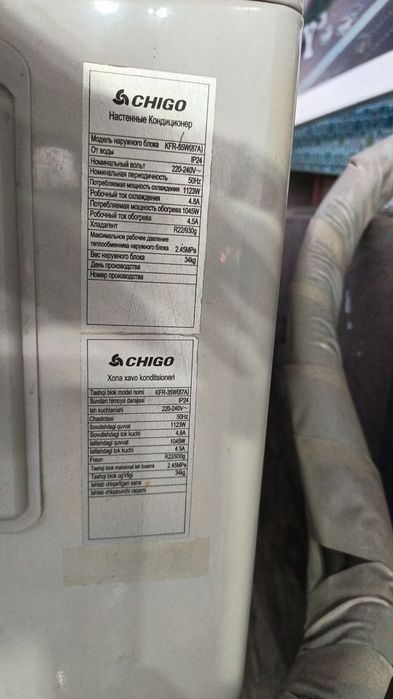 CHIGO
Настенные Кондиционер
Модель наружного блока KFR-35W(87A)
От воды IP24
Номинальный вольт 220-240V~
Номинальная периодичность 50Hz
Потребляемая мощность охлаждения 1123W
Робочный ток охлаждения 4.8A
Потребляемая мощность обогрева 1045W
Робочный ток обогрева 4.5A
Хладагент R22/930g
Максимальное рабочее давление
теплообменника наружного блока 2.45MPa
Вес наружного блока 34kg
День производства
Номер производства
CHIGO
Xona xavo konditsioneri
Tashqi blok model nomi KFR-35W(87A)
Suvdan himoya darajasi IP24
Ish kuchlanishi 220-240V~
Chastotasi 50Hz
Sovutishdagi quvvat 1123W
Sovutishdagi tok kuchi 4.8A
Isitishdagi quvvat 1045W
Isitishdagi tok kuchi 4.5A
Freon R22/930g
Tashqi blok maksimal ish bosimi 2.45MPa
Tashqi blok og'irligi 34kg
Ishlab chiqarilgan sana
Ishlab chiqaruvchi raqami